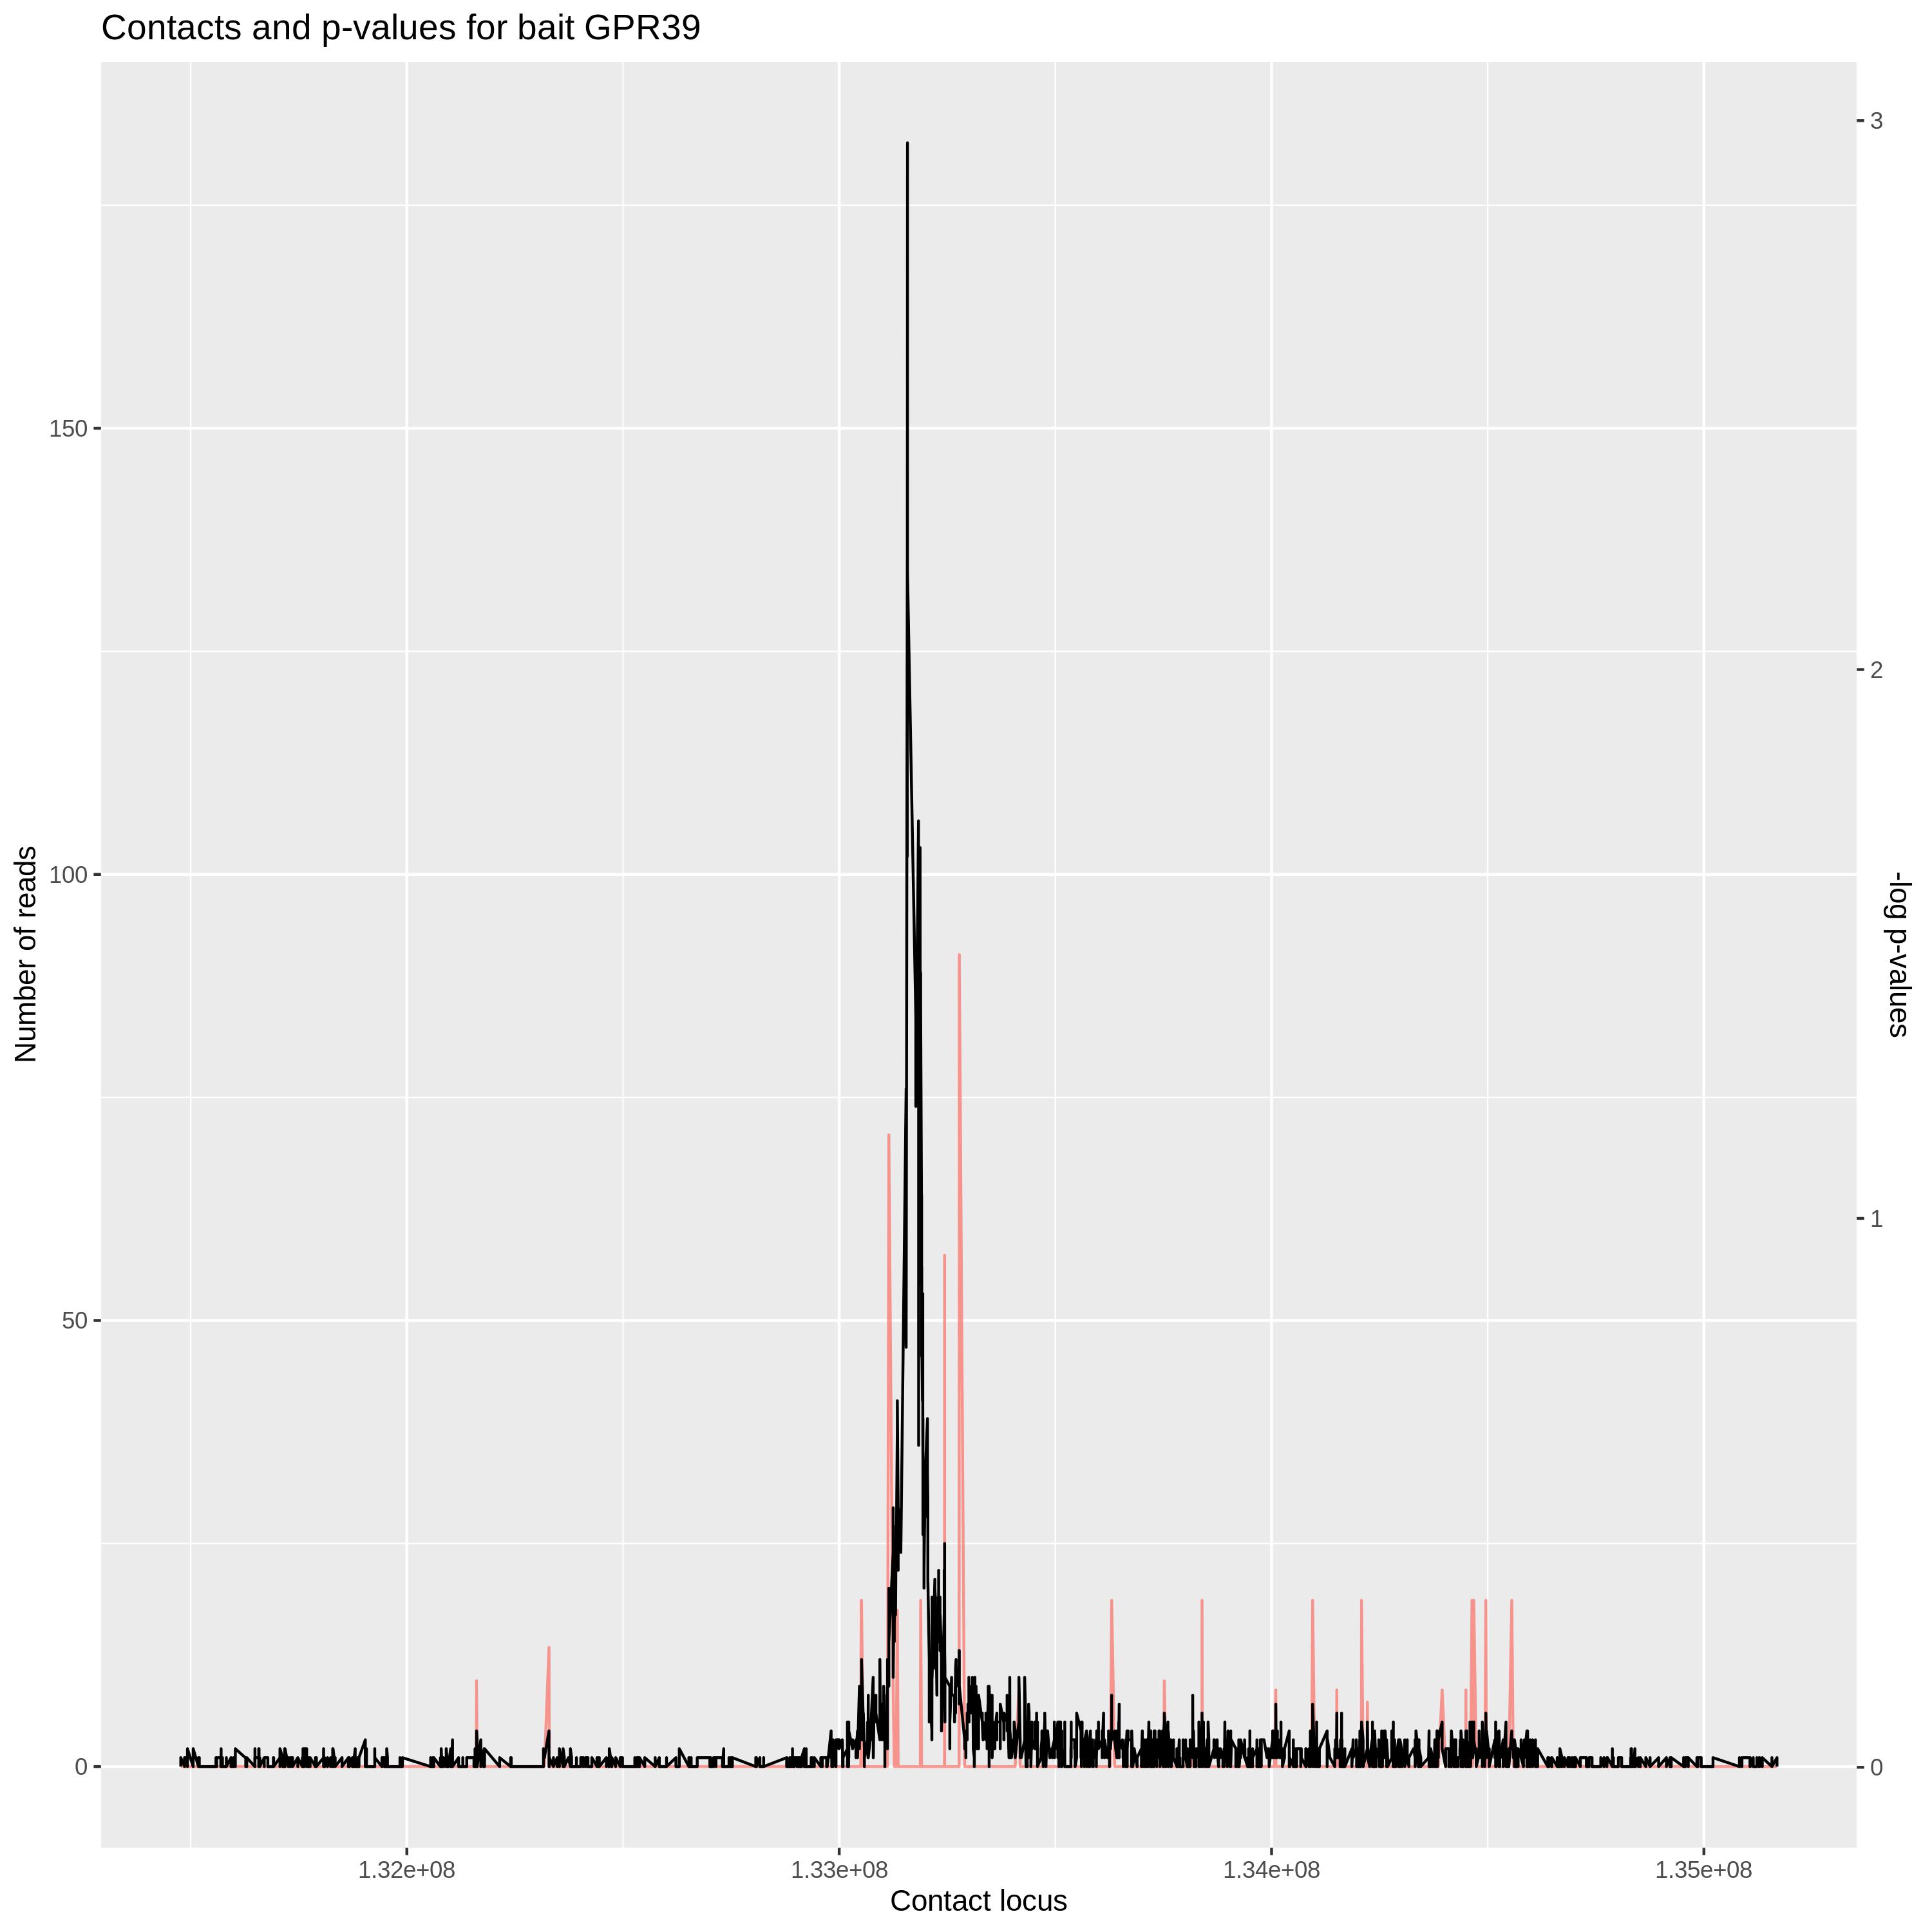 Contacts and p-values for bait GPR39
Number of reads
150
100
50
0
3
2
1
0
-log p-values
1.32e+08
1.33e+08
1.34e+08
1.35e+08
Contact locus